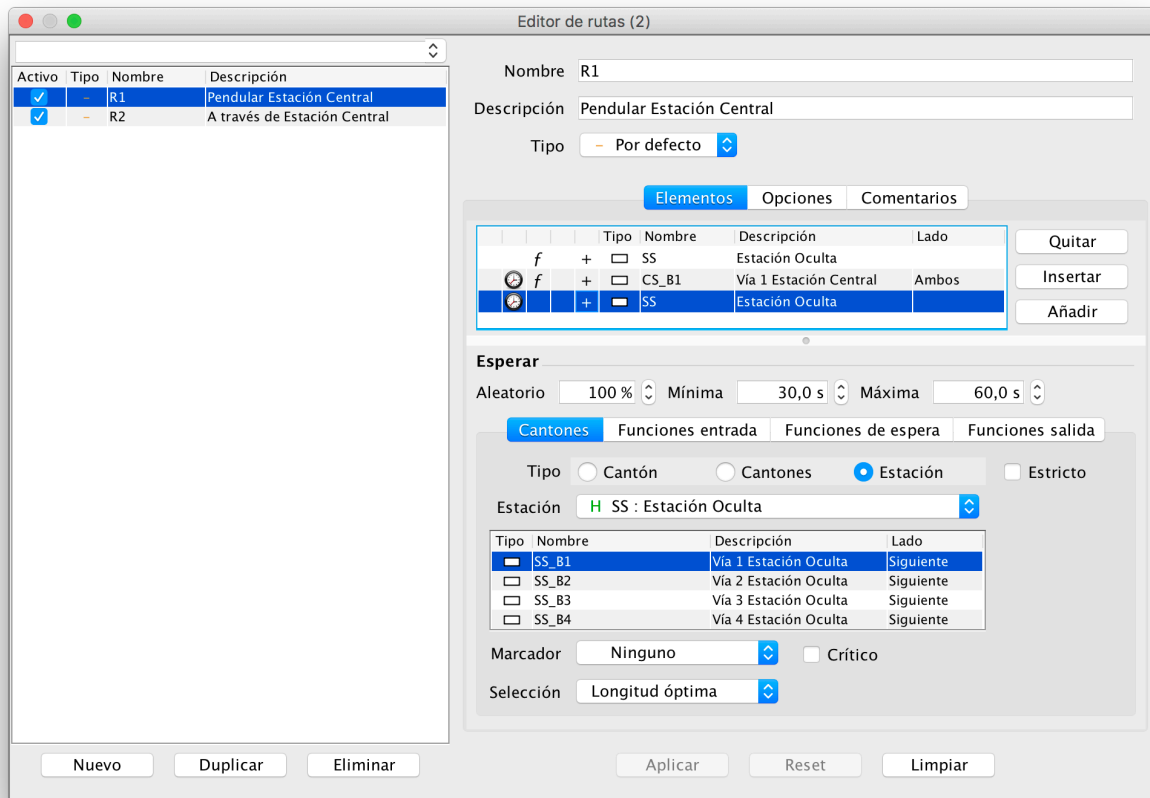 Editor de rutas (2)
Activo Tipo Nombre Descripción
– R1 Pendular Estación Central
– R2 A través de Estación Central
Nuevo Duplicar Eliminar
Nombre R1
Descripción Pendular Estación Central
Tipo – Por defecto
Elementos Opciones Comentarios
Tipo Nombre Descripción Lado
f + SS Estación Oculta
f + CS_B1 Vía 1 Estación Central Ambos
+ SS Estación Oculta
Quitar
Insertar
Añadir
Esperar
Aleatorio 100 % Mínima 30,0 s Máxima 60,0 s
Cantones Funciones entrada Funciones de espera Funciones salida
Tipo Cantón Cantones Estación Estricto
Estación H SS : Estación Oculta
Tipo Nombre Descripción Lado
SS_B1 Vía 1 Estación Oculta Siguiente
SS_B2 Vía 2 Estación Oculta Siguiente
SS_B3 Vía 3 Estación Oculta Siguiente
SS_B4 Vía 4 Estación Oculta Siguiente
Marcador Ninguno Crítico
Selección Longitud óptima
Aplicar Reset Limpiar